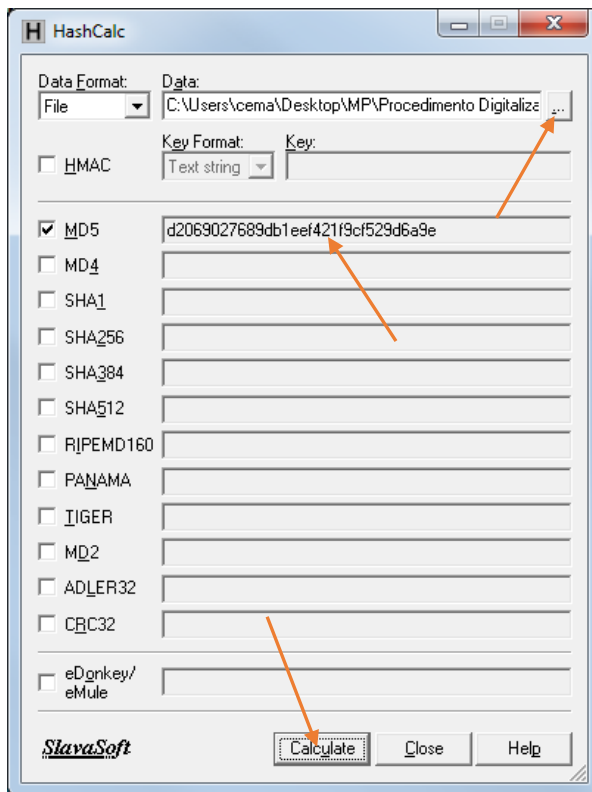 H HashCalc
Data Format: Data:
File C:\Users\cema\Desktop\MP\Procedimento Digitaliza ...
Key Format: Key:
HMAC Text string
MD5 d2069027689db1eef421f9cf529d6a9e
MD4
SHA1
SHA256
SHA384
SHA512
RIPEMD160
PANAMA
TIGER
MD2
ADLER32
CRC32
eDonkey/
eMule
SlavaSoft Calculate Close Help